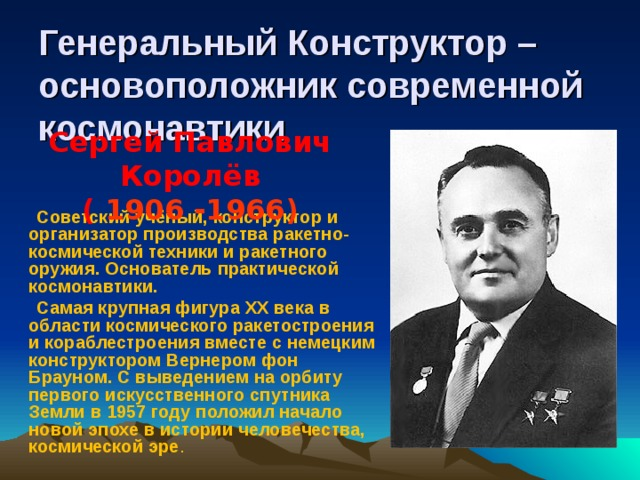 Генеральный Конструктор –
основоположник современной
космонавтики
Сергей Павлович
Королёв
( 1906 -1966)
Советский учёный, конструктор и
организатор производства ракетно-
космической техники и ракетного
оружия. Основатель практической
космонавтики.
Самая крупная фигура XX века в
области космического ракетостроения
и кораблестроения вместе с немецким
конструктором Вернером фон
Брауном. С выведением на орбиту
первого искусственного спутника
Земли в 1957 году положил начало
новой эпохе в истории человечества,
космической эре.